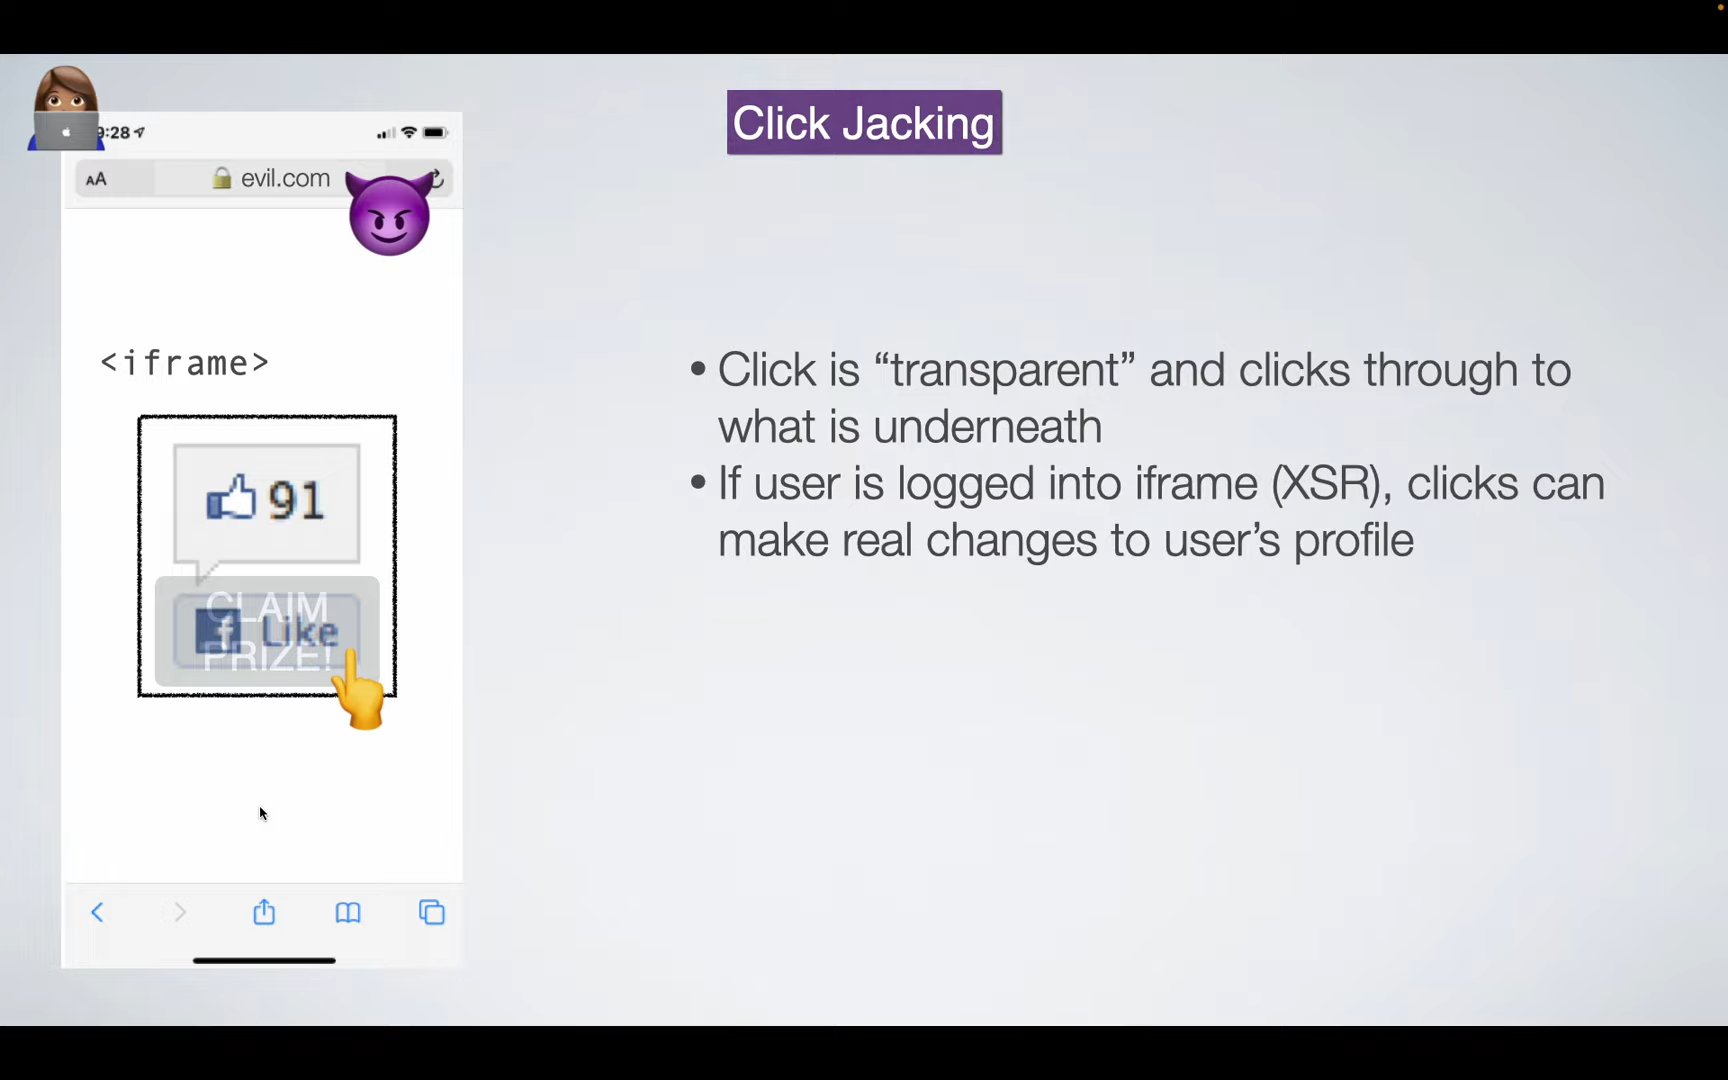 Click Jacking
9:28
AA
evil.com
<iframe>
91
f Like
CLAIM
PRIZE!
• Click is “transparent” and clicks through to
what is underneath
• If user is logged into iframe (XSR), clicks can
make real changes to user’s profile